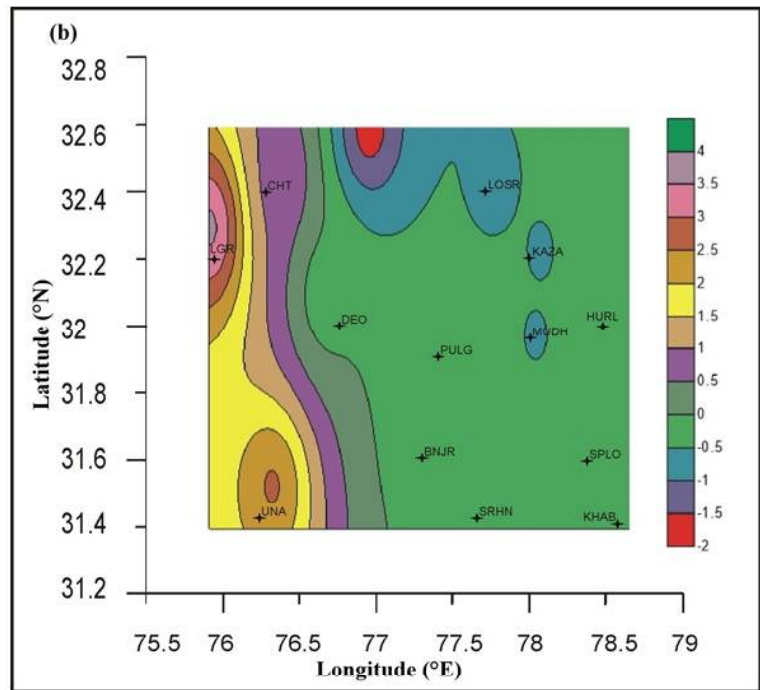 (b)
32.8
32.6
32.4
32.2
32
31.8
31.6
31.4
31.2
Latitude (°N)
CHT
LOSR
LGR
KAZA
DEO
HURL
MUDH
PULG
BNJR
SPLO
UNA
SRHN
KHAB
4
3.5
3
2.5
2
1.5
1
0.5
0
-0.5
-1
-1.5
-2
75.5 76 76.5 77 77.5 78 78.5 79
Longitude (°E)